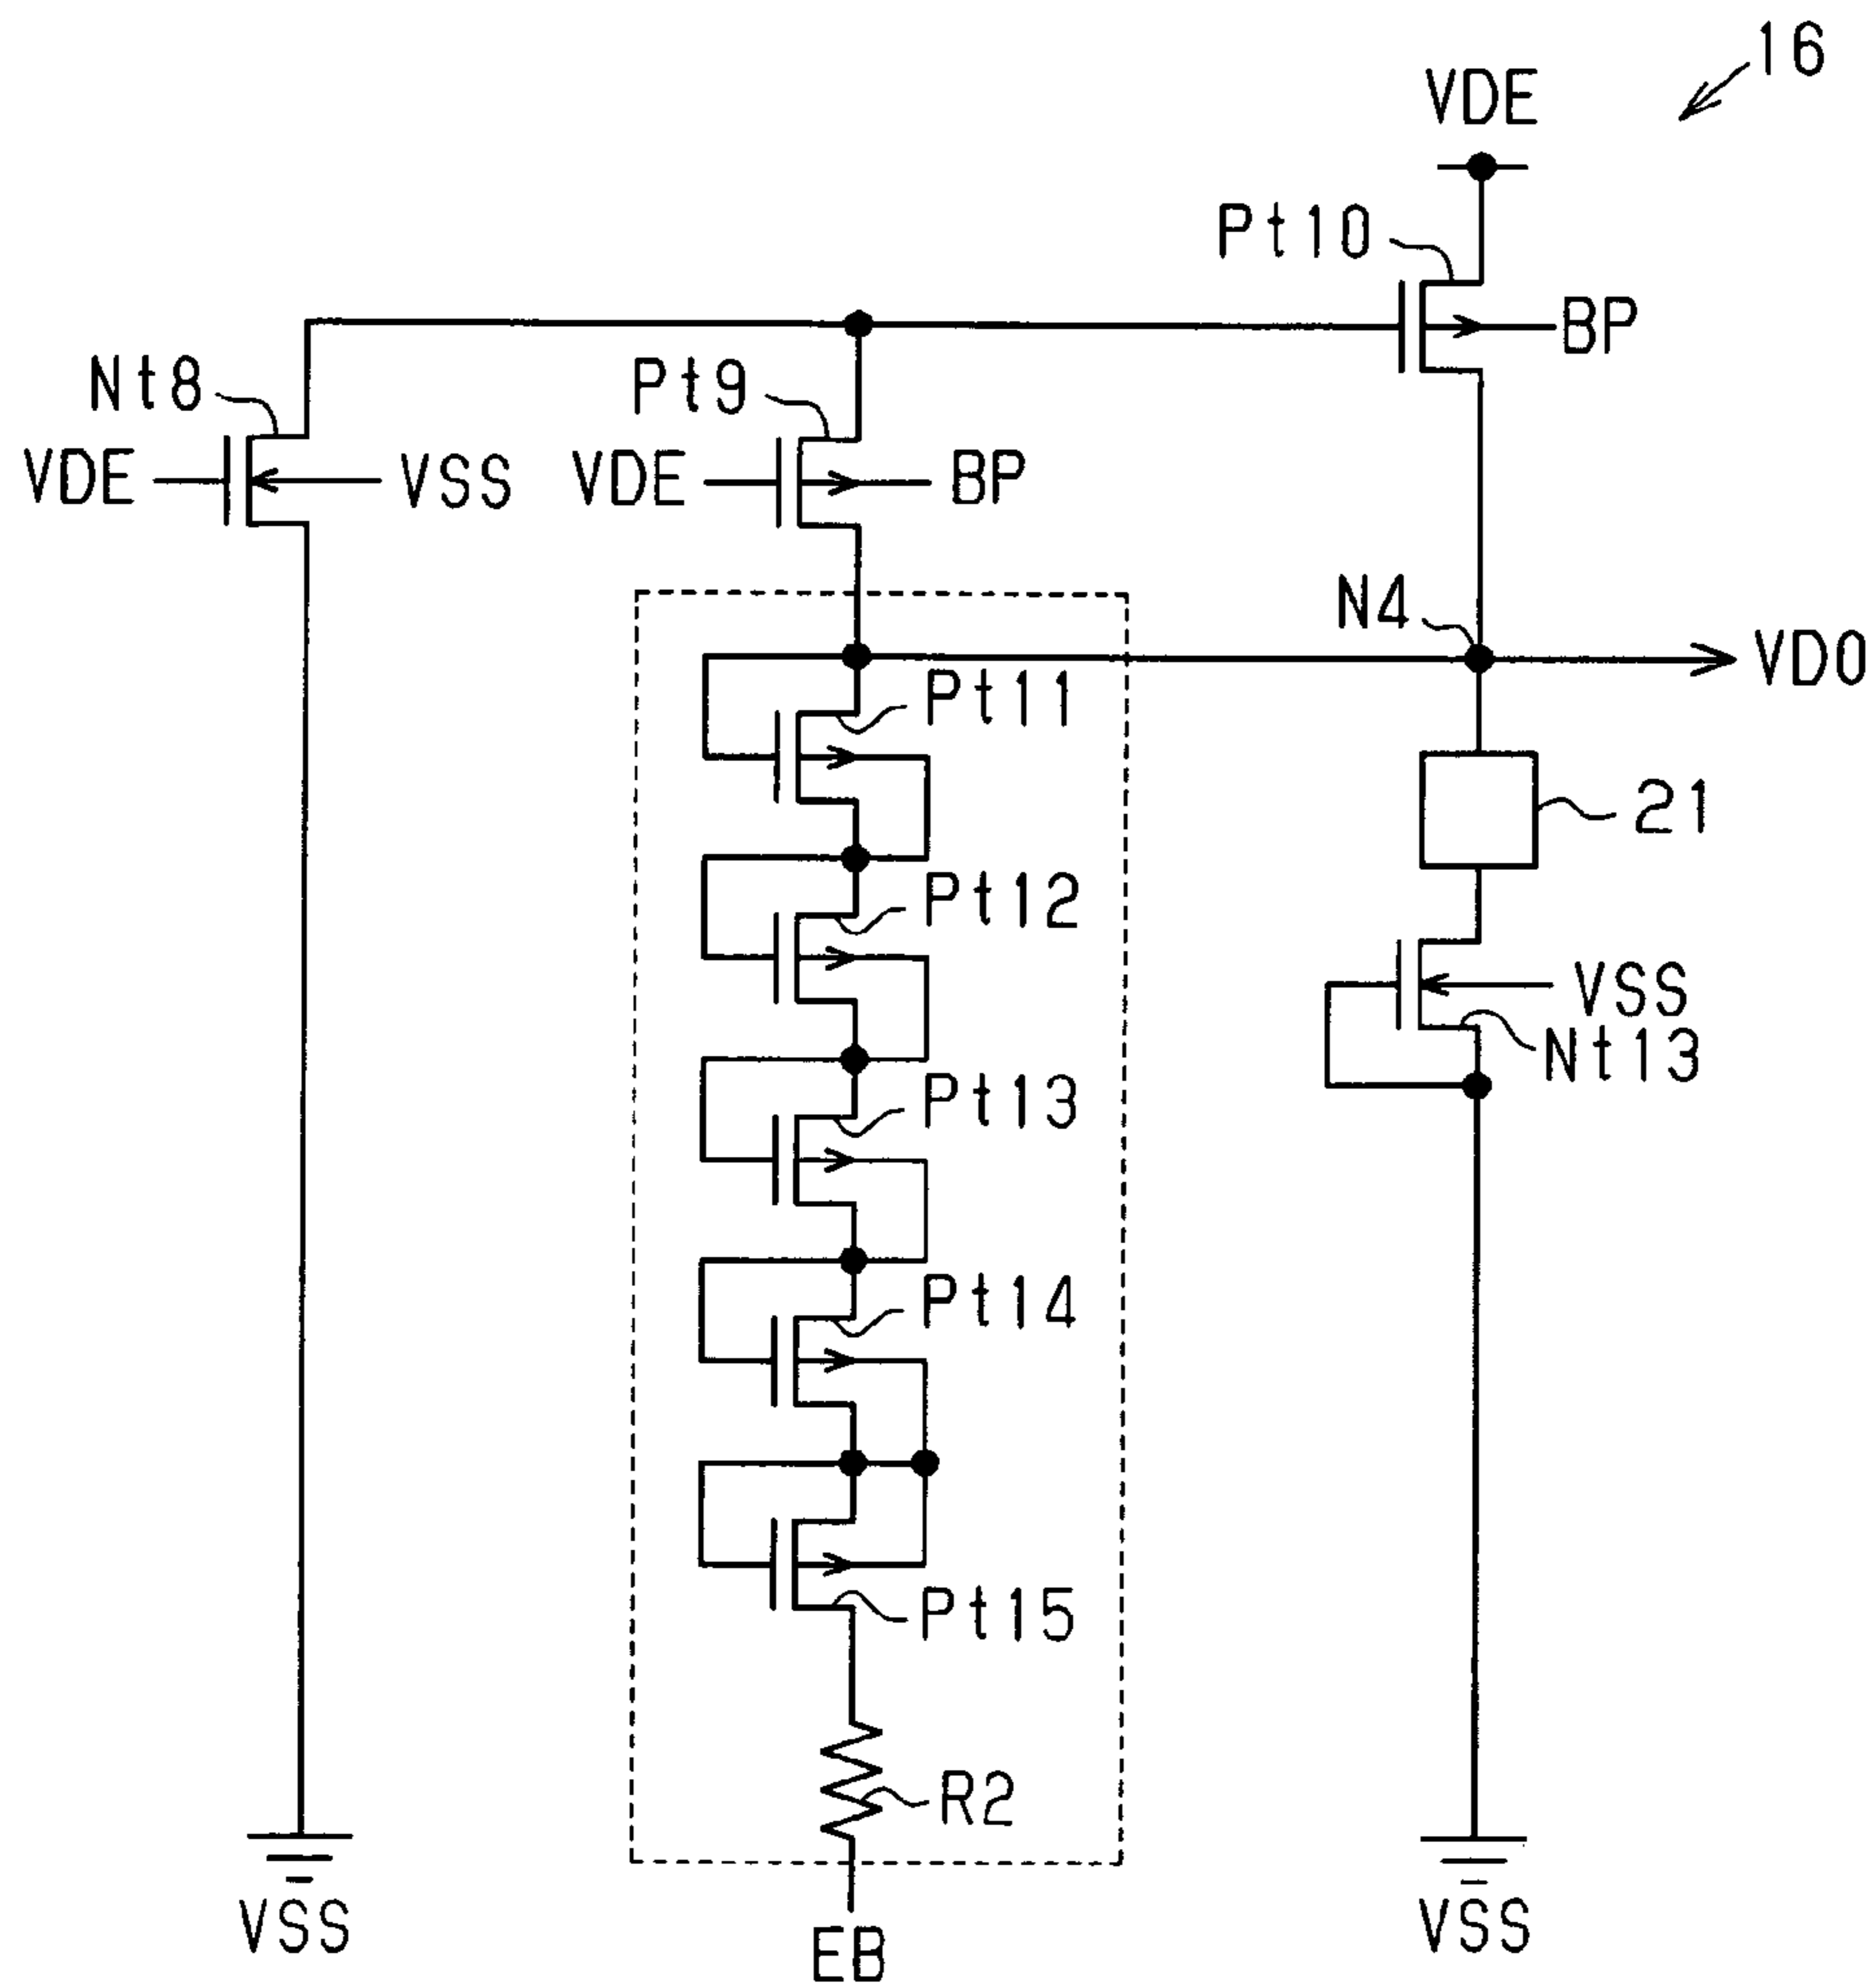 16
VDE
Pt10
BP
Nt8
Pt9
VDE
VSS
VDE
BP
N4
VDO
Pt11
21
Pt12
VSS
Nt13
Pt13
Pt14
Pt15
R2
VSS
VSS
EB